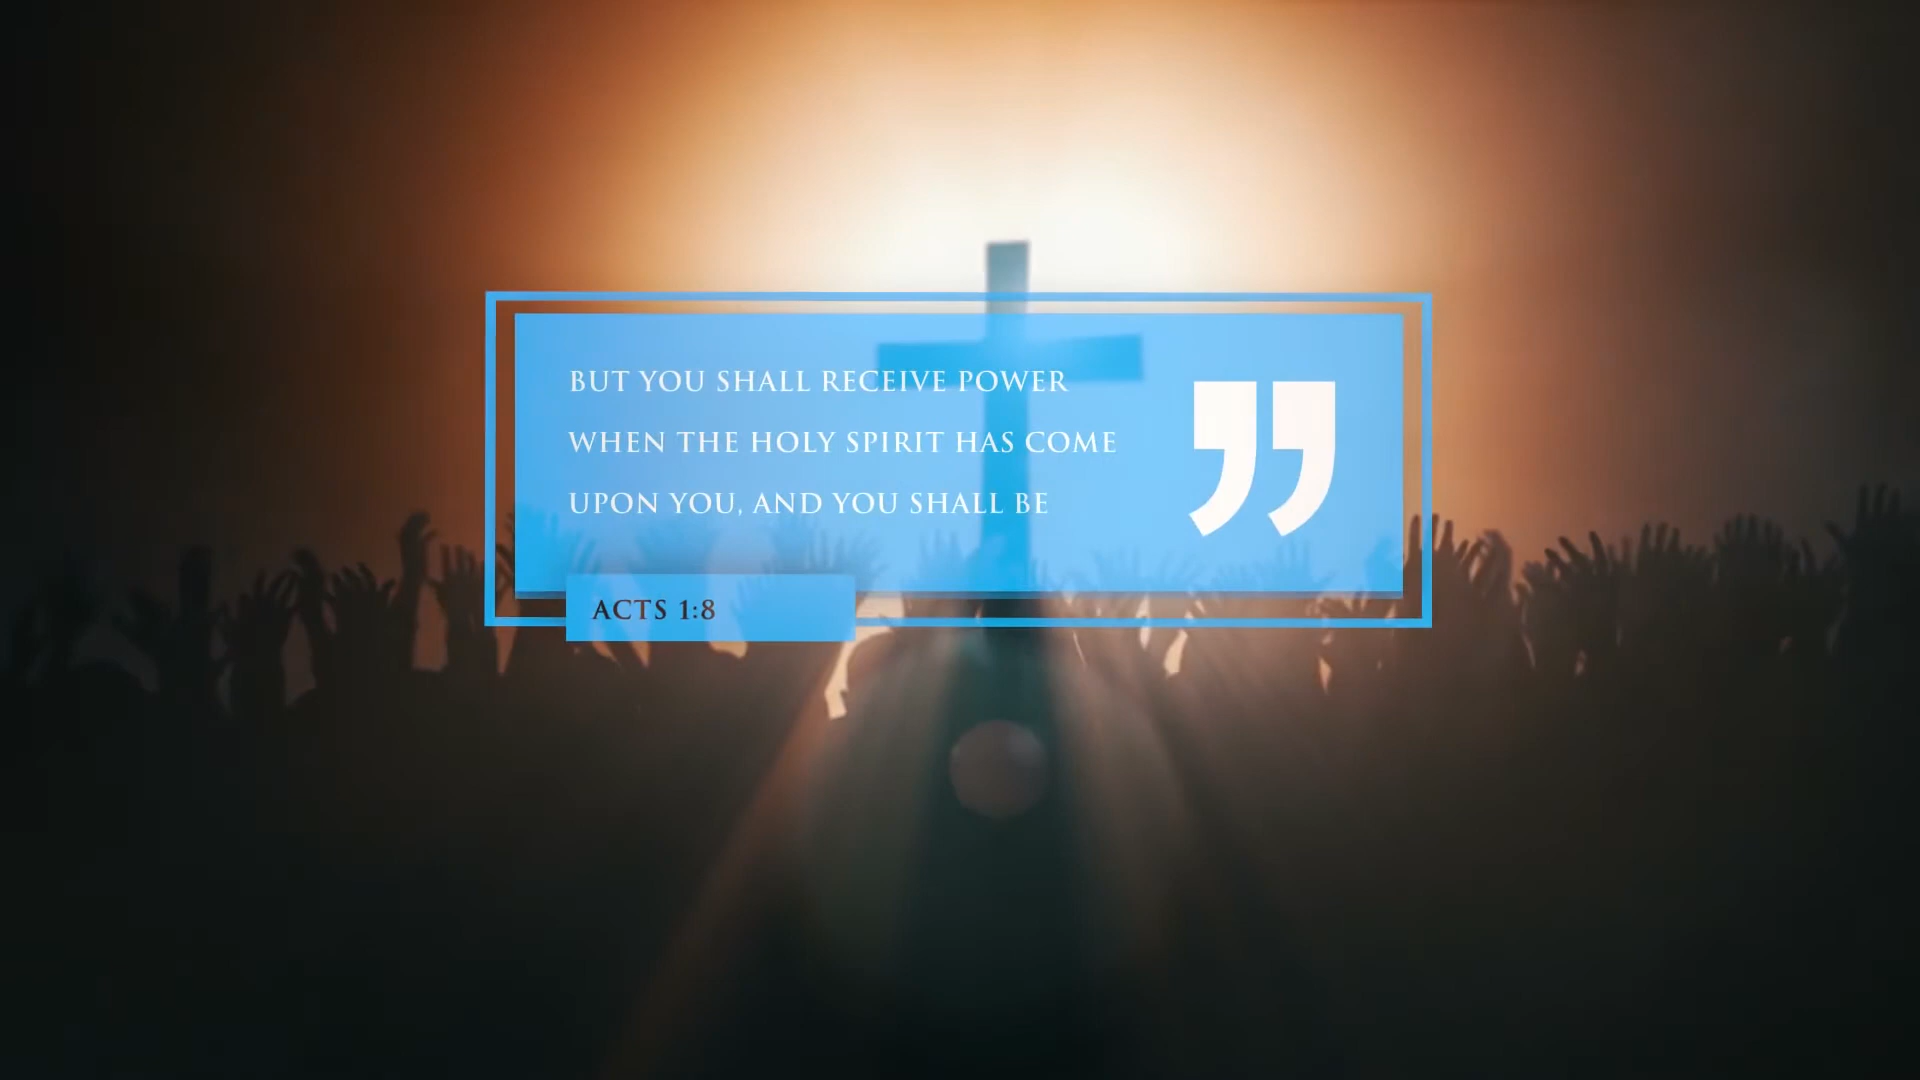 BUT YOU SHALL RECEIVE POWER
WHEN THE HOLY SPIRIT HAS COME
UPON YOU, AND YOU SHALL BE
”
ACTS 1:8